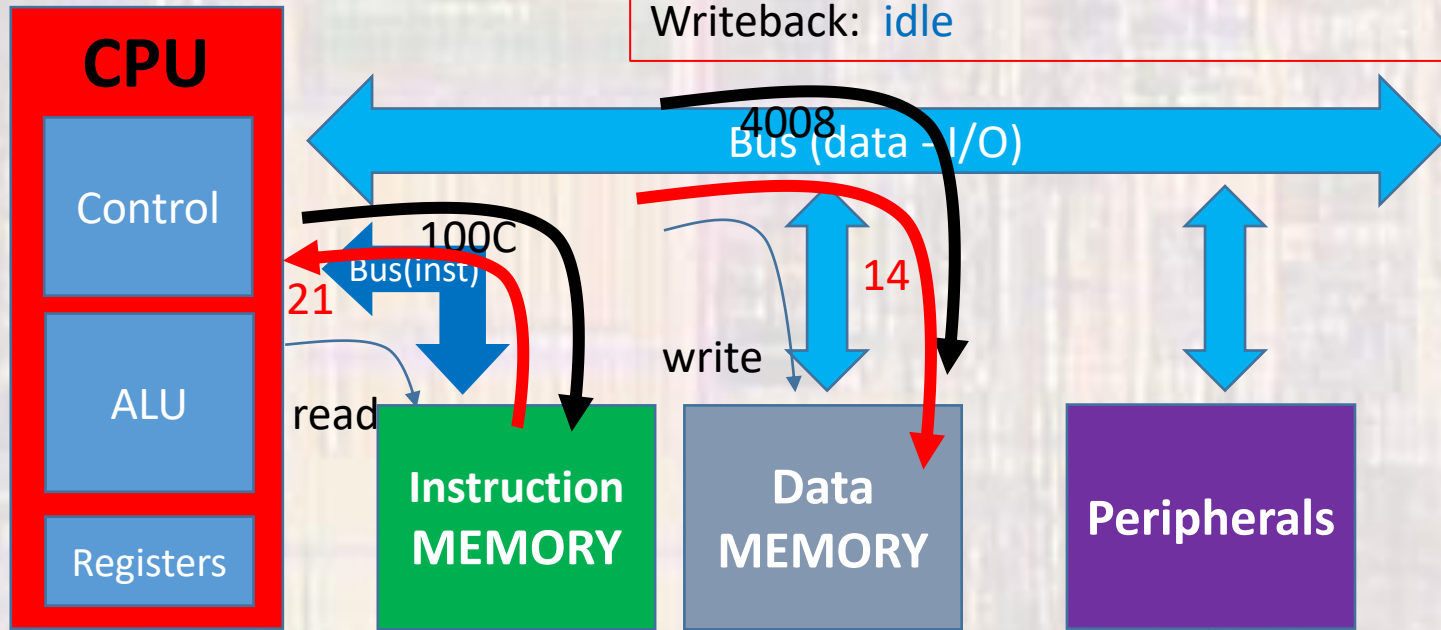 Writeback: idle
CPU
4008
Bus (data - I/O)
Control
100C
Bus(inst)
21
14
write
ALU
read
Instruction
MEMORY
Data
MEMORY
Peripherals
Registers